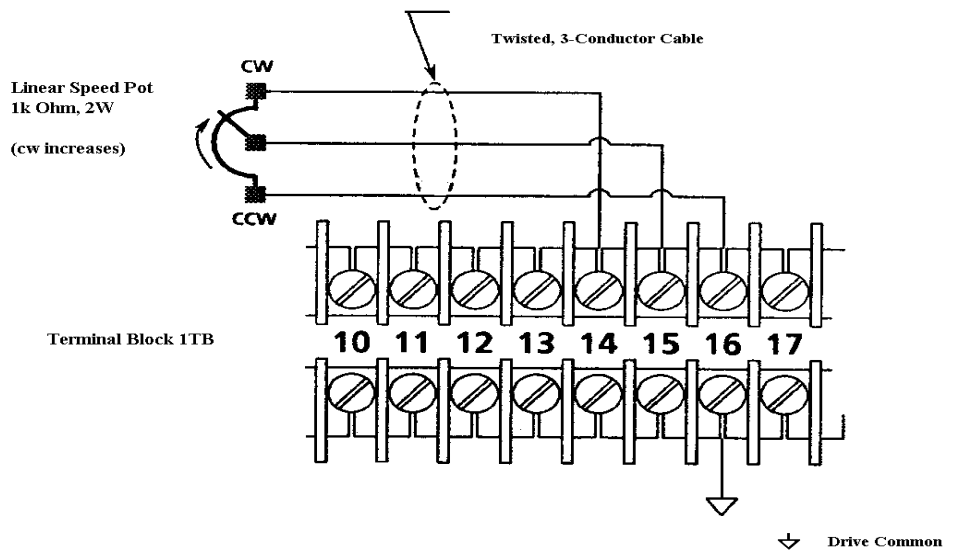 Twisted, 3-Conductor Cable
CW
Linear Speed Pot
1k Ohm, 2W
(cw increases)
CCW
Terminal Block 1TB
10 11 12 13 14 15 16 17
Drive Common